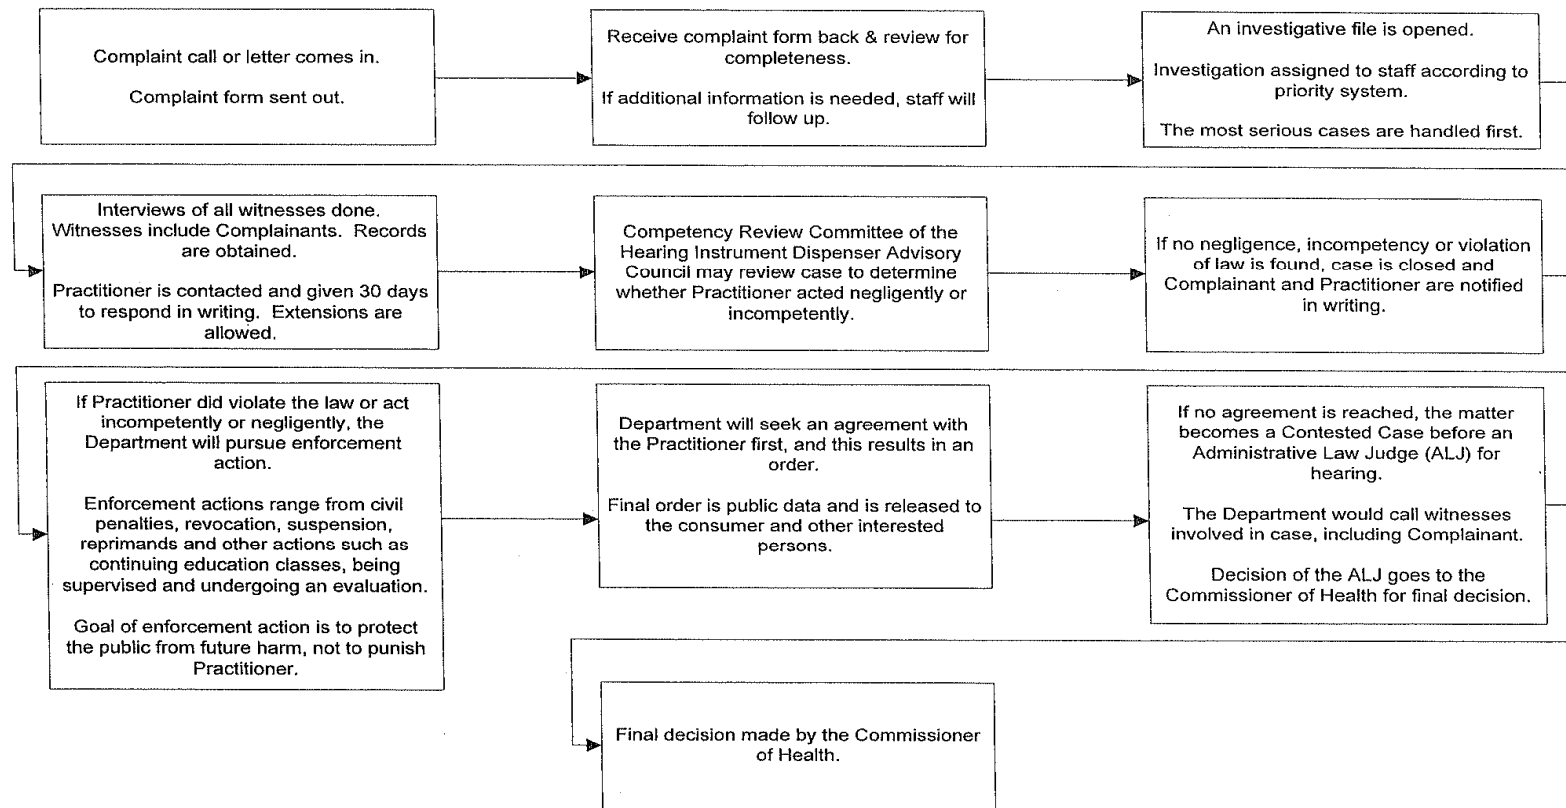 Complaint call or letter comes in.
Complaint form sent out.
Receive complaint form back & review for
completeness.
If additional information is needed, staff will
follow up.
An investigative file is opened.
Investigation assigned to staff according to
priority system.
The most serious cases are handled first.
Interviews of all witnesses done.
Witnesses include Complainants. Records
are obtained.
Practitioner is contacted and given 30 days
to respond in writing. Extensions are
allowed.
Competency Review Committee of the
Hearing Instrument Dispenser Advisory
Council may review case to determine
whether Practitioner acted negligently or
incompetently.
If no negligence, incompetency or violation
of law is found, case is closed and
Complainant and Practitioner are notified
in writing.
If Practitioner did violate the law or act
incompetently or negligently, the
Department will pursue enforcement
action.
Enforcement actions range from civil
penalties, revocation, suspension,
reprimands and other actions such as
continuing education classes, being
supervised and undergoing an evaluation.
Goal of enforcement action is to protect
the public from future harm, not to punish
Practitioner.
Department will seek an agreement with
the Practitioner first, and this results in an
order.
Final order is public data and is released to
the consumer and other interested
persons.
If no agreement is reached, the matter
becomes a Contested Case before an
Administrative Law Judge (ALJ) for
hearing.
The Department would call witnesses
involved in case, including Complainant.
Decision of the ALJ goes to the
Commissioner of Health for final decision.
Final decision made by the Commissioner
of Health.